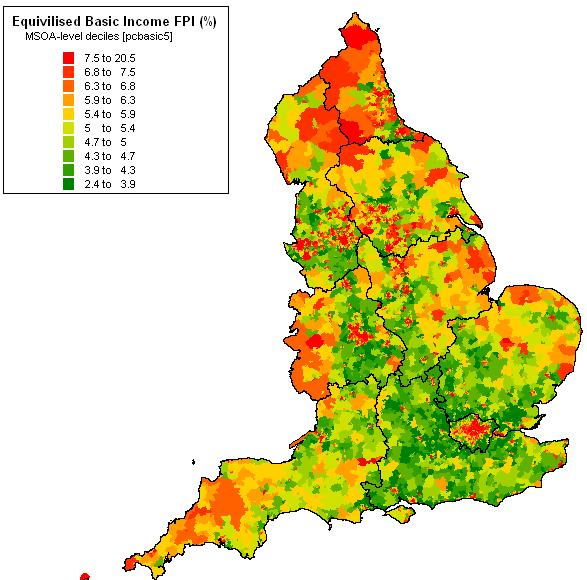 Equivilised Basic Income FPI (%)
MSOA-level deciles [pcbasic5]
7.5 to 20.5
6.8 to 7.5
6.3 to 6.8
5.9 to 6.3
5.4 to 5.9
5 to 5.4
4.7 to 5
4.3 to 4.7
3.9 to 4.3
2.4 to 3.9